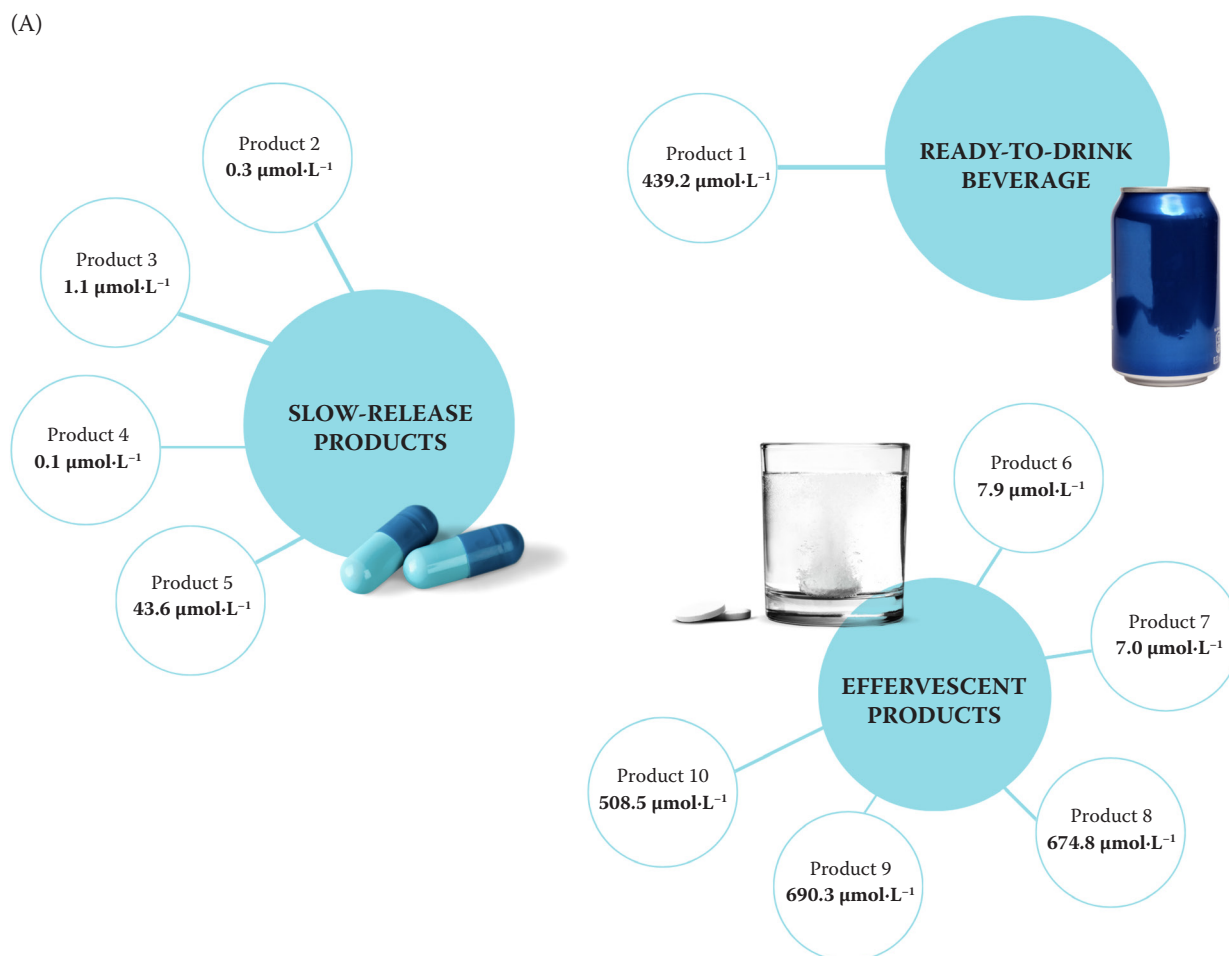 (A)
Product 2
0.3 µmol·L⁻¹
Product 3
1.1 µmol·L⁻¹
SLOW-RELEASE
PRODUCTS
Product 4
0.1 µmol·L⁻¹
Product 5
43.6 µmol·L⁻¹
READY-TO-DRINK
BEVERAGE
Product 1
439.2 µmol·L⁻¹
Product 6
7.9 µmol·L⁻¹
Product 7
7.0 µmol·L⁻¹
EFFERVESCENT
PRODUCTS
Product 10
508.5 µmol·L⁻¹
Product 8
674.8 µmol·L⁻¹
Product 9
690.3 µmol·L⁻¹